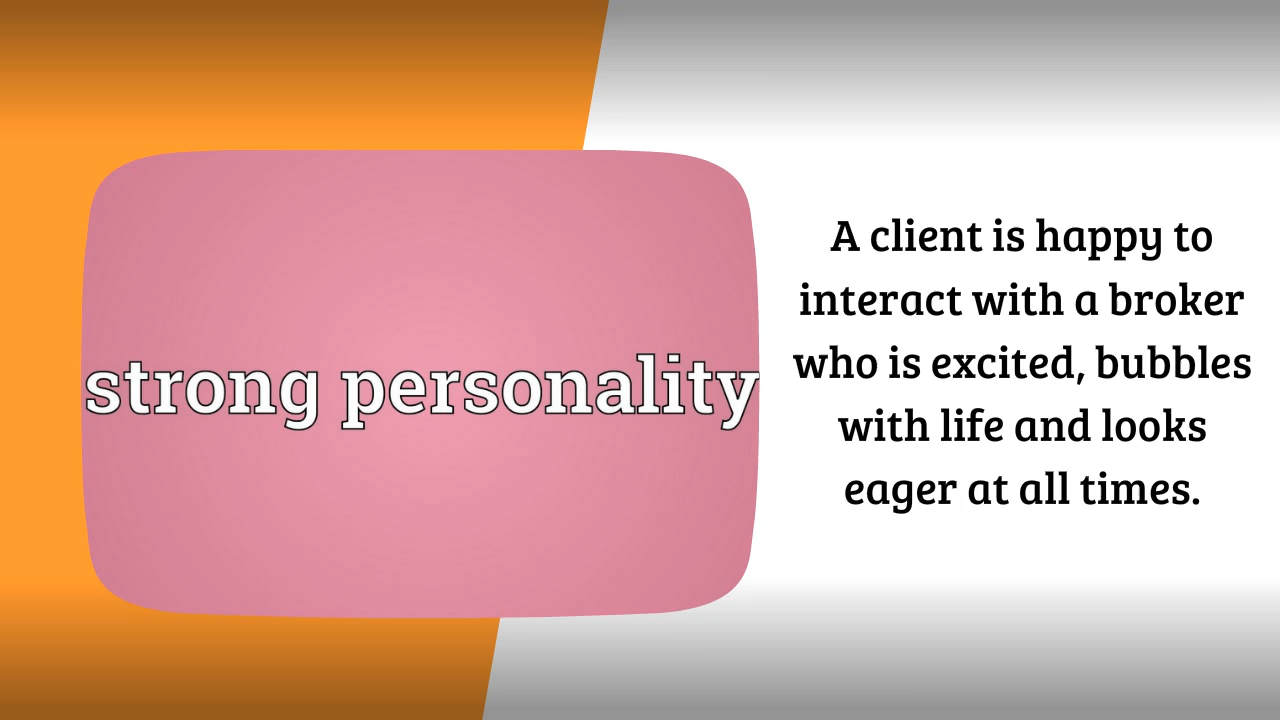 strong personality
A client is happy to
interact with a broker
who is excited, bubbles
with life and looks
eager at all times.